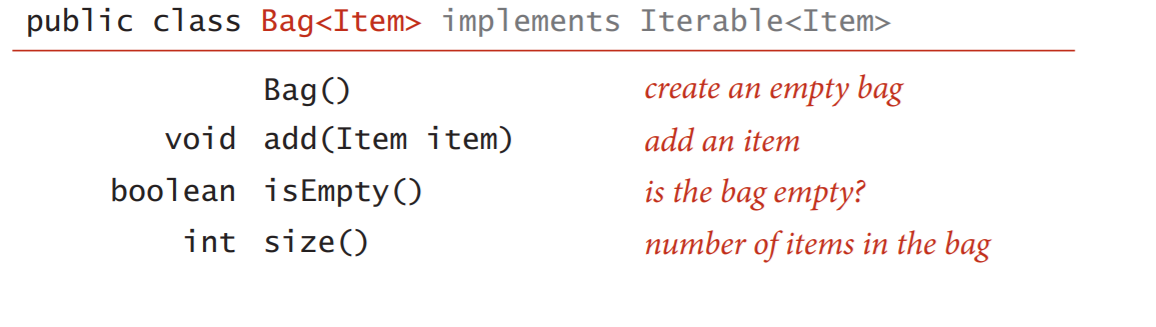 public class Bag<Item> implements Iterable<Item>
Bag() create an empty bag
void add(Item item) add an item
boolean isEmpty() is the bag empty?
int size() number of items in the bag